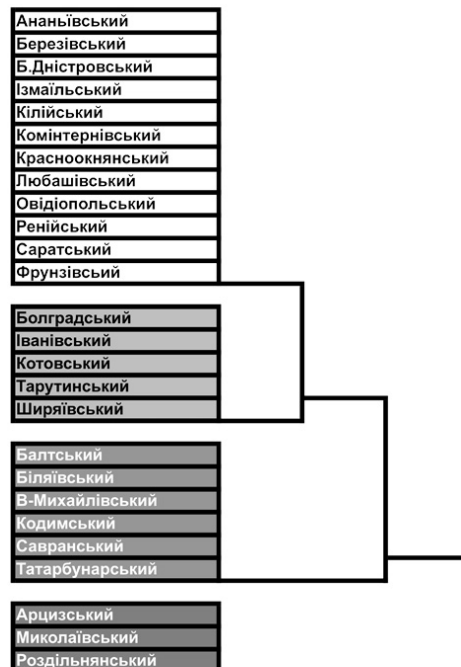 Ананьївський
Березівський
Б.Дністровський
Ізмаїльський
Кілійський
Комінтернівський
Красноокнянський
Любашівський
Овідіопольський
Ренійський
Саратський
Фрунзівсьий
Болградський
Іванівський
Котовський
Тарутинський
Ширяївський
Балтський
Біляївський
В-Михайлівський
Кодимський
Савранський
Татарбунарський
Арцизський
Миколаївський
Роздільнянський